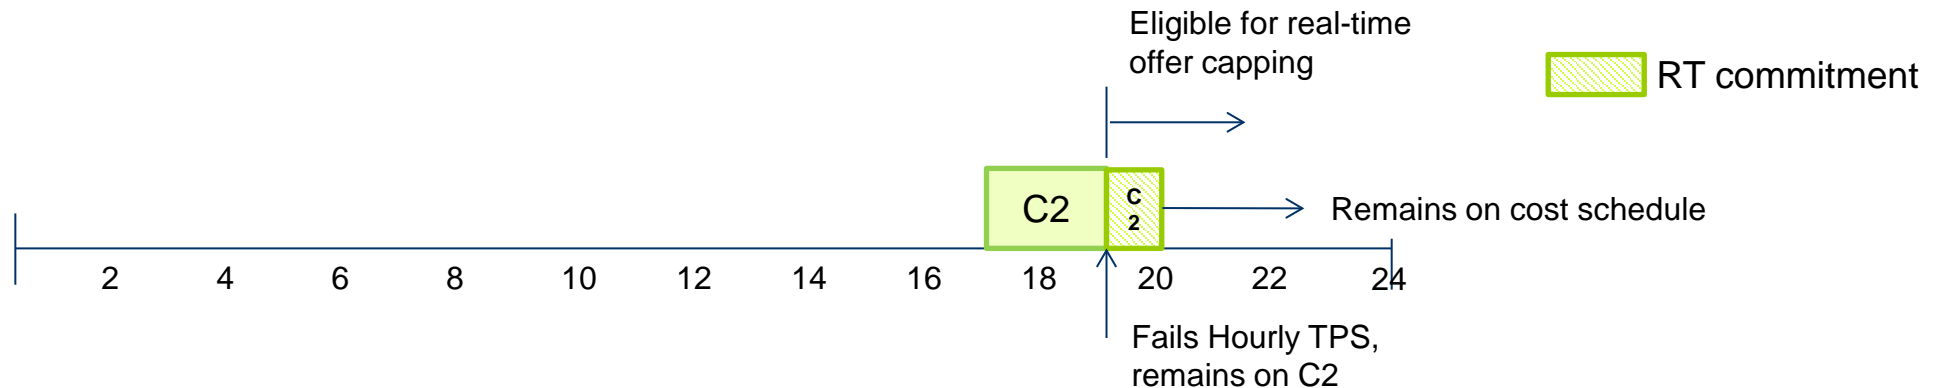 Eligible for real-time
offer capping
RT commitment
C2
C
2
Remains on cost schedule
2 4 6 8 10 12 14 16 18 20 22 24
Fails Hourly TPS,
remains on C2